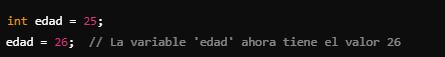 int edad = 25;
edad = 26;  // La variable 'edad' ahora tiene el valor 26